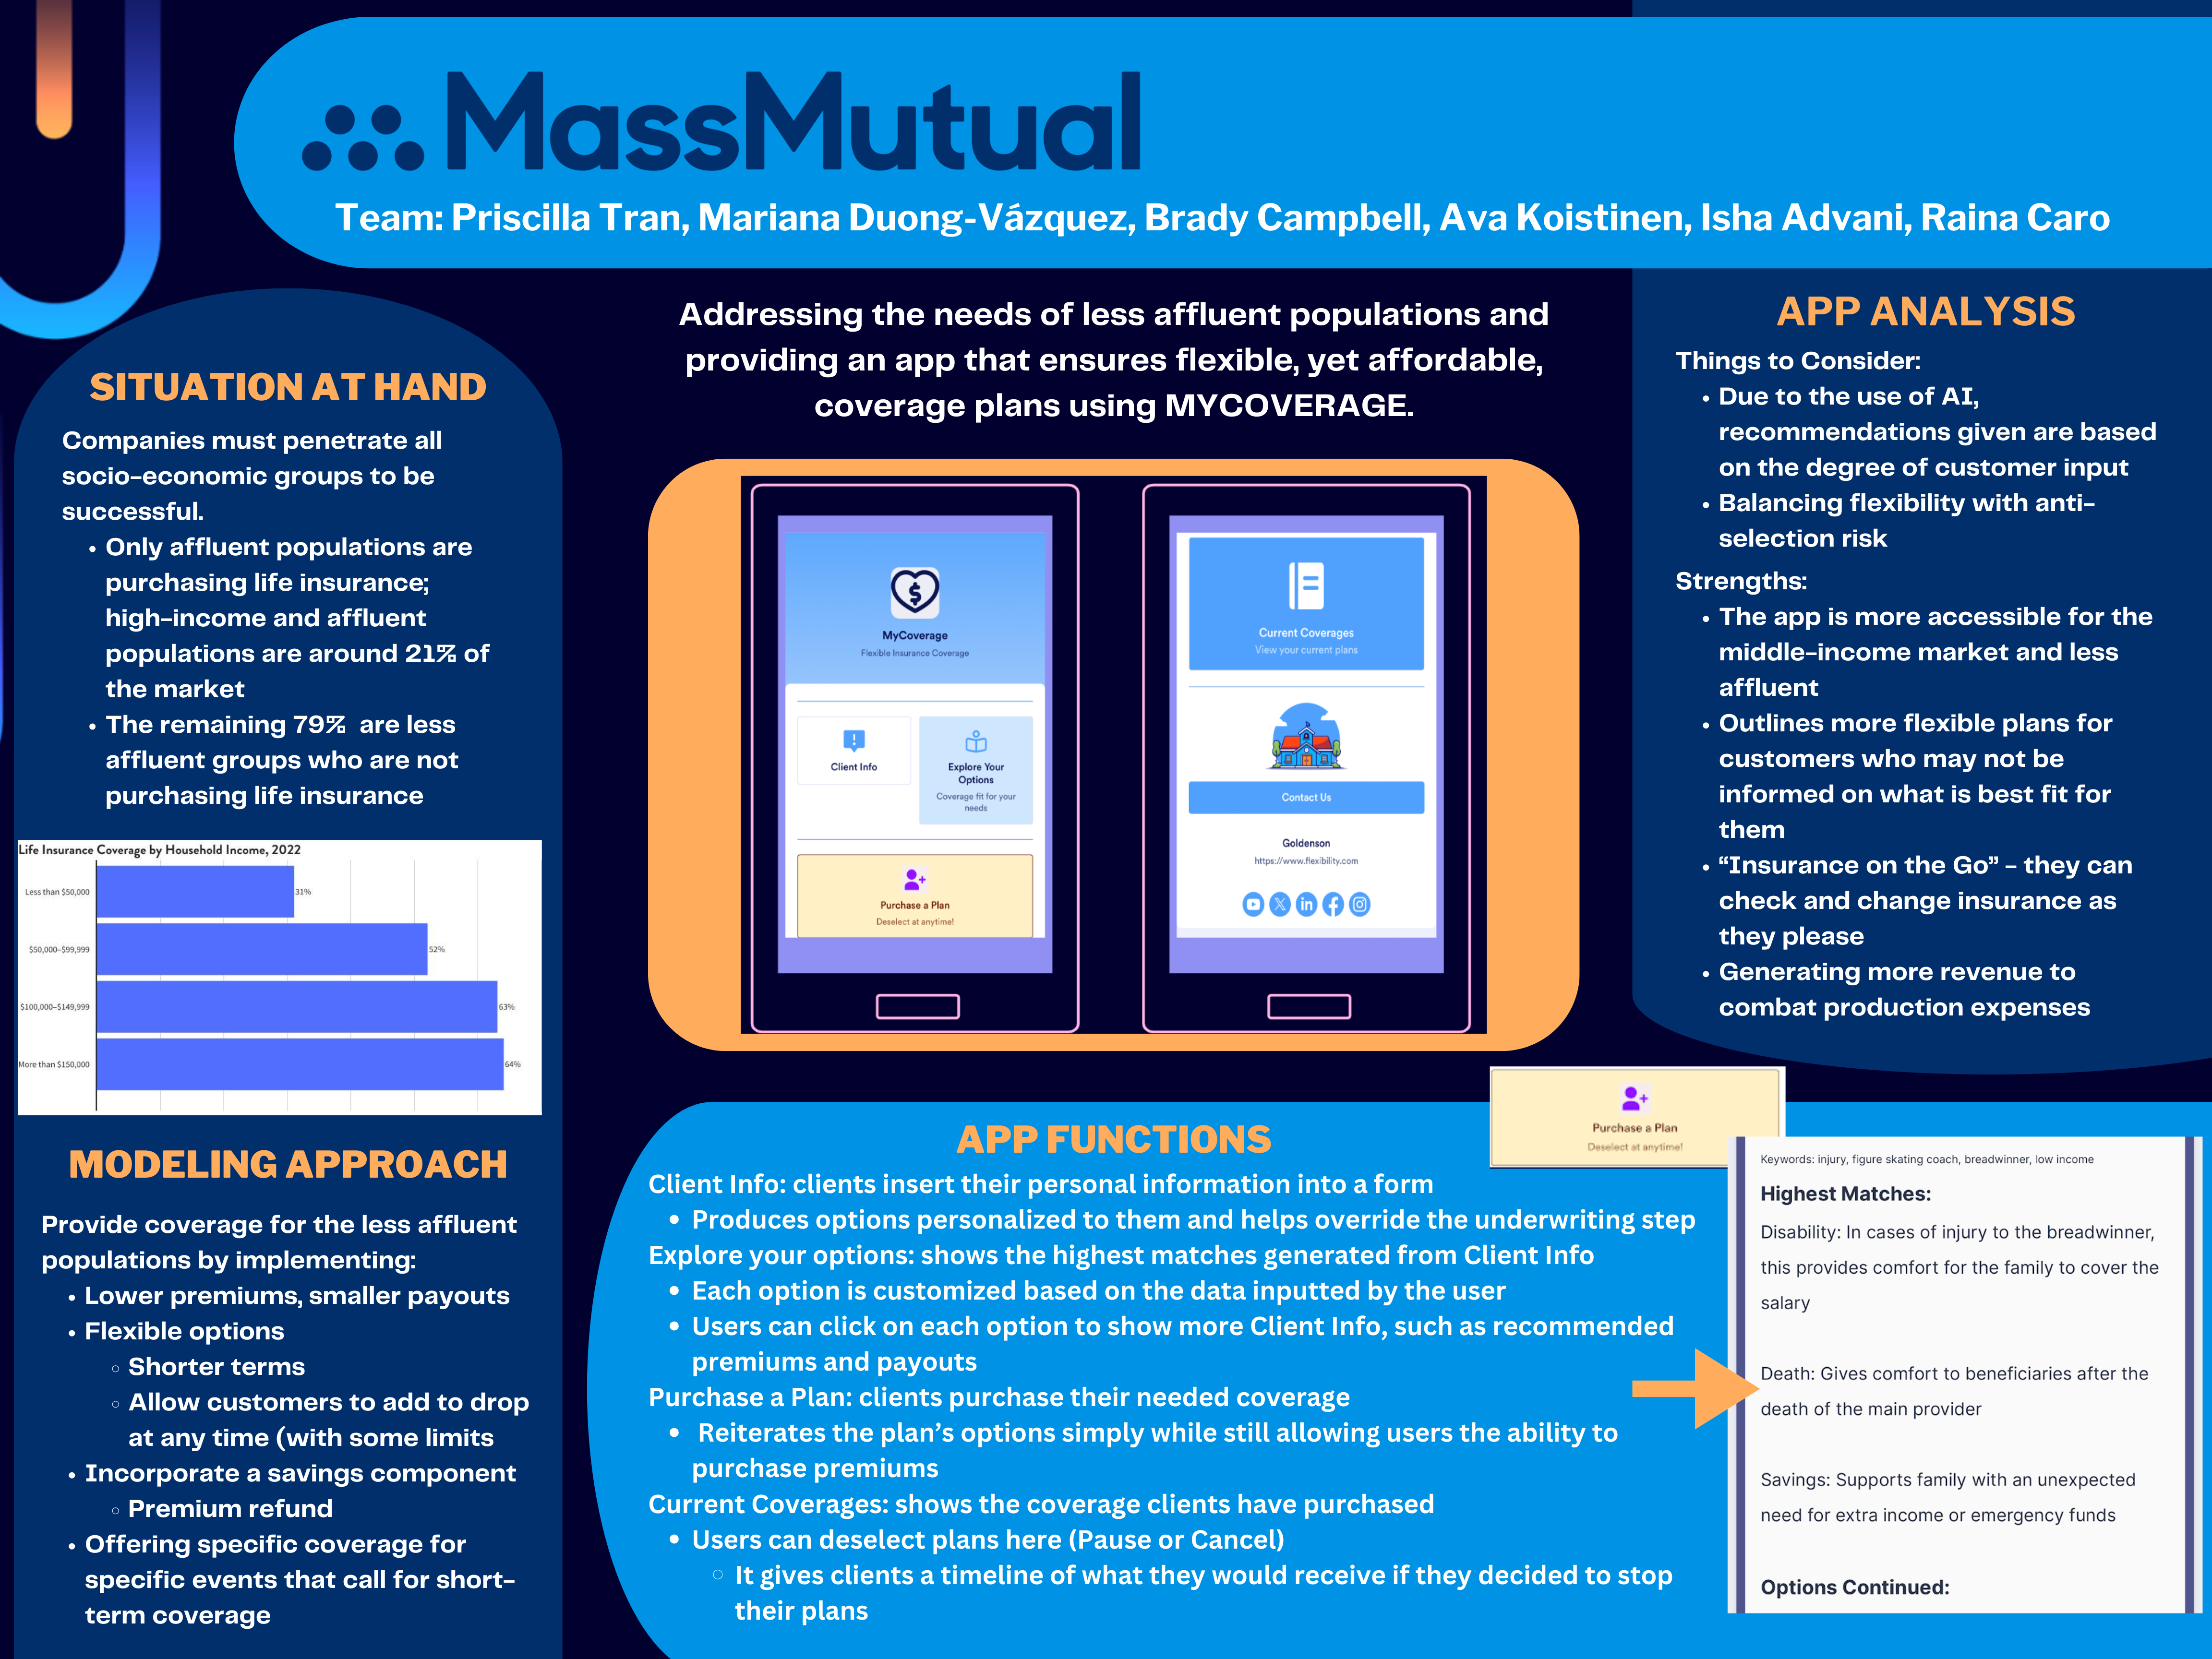 MassMutual
Team: Priscilla Tran, Mariana Duong-Vázquez, Brady Campbell, Ava Koistinen, Isha Advani, Raina Caro
SITUATION AT HAND
Companies must penetrate all
socio-economic groups to be
successful.
• Only affluent populations are
purchasing life insurance;
high-income and affluent
populations are around 21% of
the market
• The remaining 79% are less
affluent groups who are not
purchasing life insurance
Life Insurance Coverage by Household Income, 2022
Less than $50,000 31%
$50,000–$99,999 52%
$100,000–$149,999 63%
More than $150,000 64%
MODELING APPROACH
Provide coverage for the less affluent
populations by implementing:
• Lower premiums, smaller payouts
• Flexible options
◦ Shorter terms
◦ Allow customers to add to drop
at any time (with some limits
• Incorporate a savings component
◦ Premium refund
• Offering specific coverage for
specific events that call for short-
term coverage
Addressing the needs of less affluent populations and
providing an app that ensures flexible, yet affordable,
coverage plans using MYCOVERAGE.
MyCoverage
Flexible Insurance Coverage
Client Info
Explore Your
Options
Coverage fit for your
needs
Purchase a Plan
Deselect at anytime!
Current Coverages
View your current plans
Contact Us
Goldenson
https://www.flexibility.com
APP FUNCTIONS
Client Info: clients insert their personal information into a form
• Produces options personalized to them and helps override the underwriting step
Explore your options: shows the highest matches generated from Client Info
• Each option is customized based on the data inputted by the user
• Users can click on each option to show more Client Info, such as recommended
premiums and payouts
Purchase a Plan: clients purchase their needed coverage
• Reiterates the plan's options simply while still allowing users the ability to
purchase premiums
Current Coverages: shows the coverage clients have purchased
• Users can deselect plans here (Pause or Cancel)
◦ It gives clients a timeline of what they would receive if they decided to stop
their plans
APP ANALYSIS
Things to Consider:
• Due to the use of AI,
recommendations given are based
on the degree of customer input
• Balancing flexibility with anti-
selection risk
Strengths:
• The app is more accessible for the
middle-income market and less
affluent
• Outlines more flexible plans for
customers who may not be
informed on what is best fit for
them
• “Insurance on the Go” - they can
check and change insurance as
they please
• Generating more revenue to
combat production expenses
Purchase a Plan
Deselect at anytime!
Keywords: injury, figure skating coach, breadwinner, low income
Highest Matches:
Disability: In cases of injury to the breadwinner,
this provides comfort for the family to cover the
salary
Death: Gives comfort to beneficiaries after the
death of the main provider
Savings: Supports family with an unexpected
need for extra income or emergency funds
Options Continued: